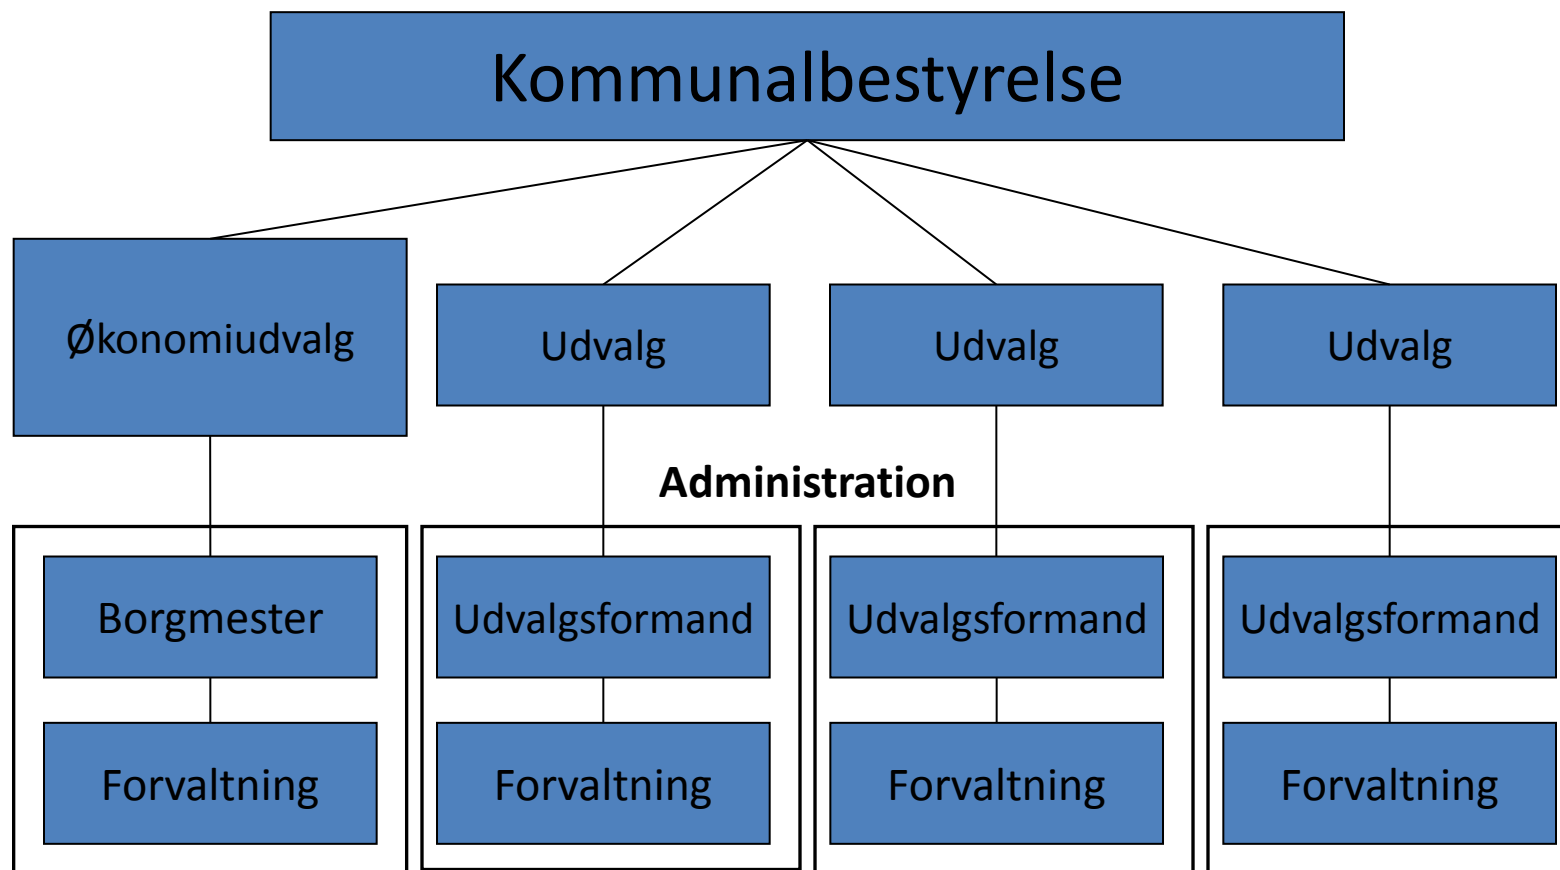 Kommunalbestyrelse
Økonomiudvalg
Udvalg
Udvalg
Udvalg
Administration
Borgmester
Udvalgsformand
Udvalgsformand
Udvalgsformand
Forvaltning
Forvaltning
Forvaltning
Forvaltning